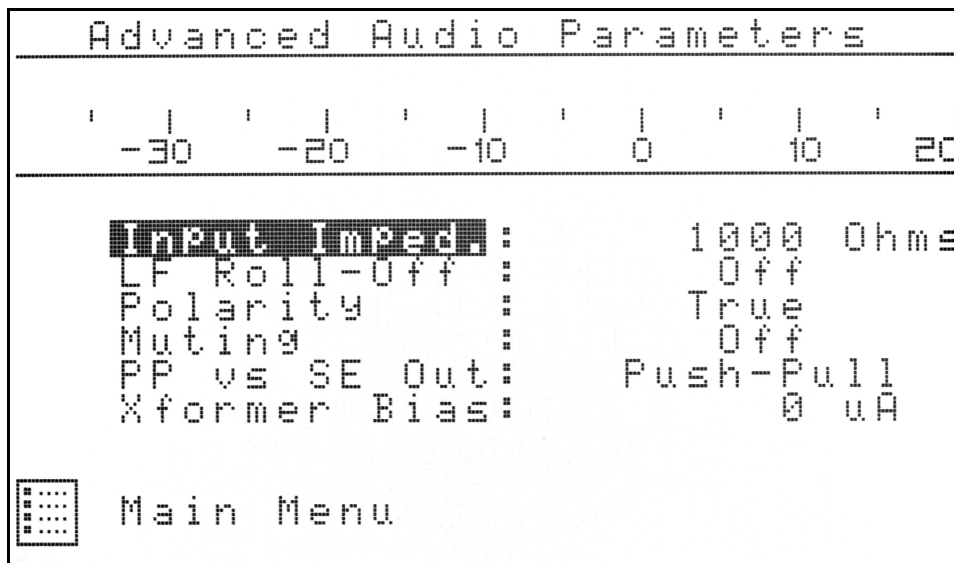 Advanced Audio Parameters
-30 -20 -10 0 10 20
Input Imped.: 1000 Ohms
LF Roll-Off : Off
Polarity : True
Muting : Off
PP vs SE Out: Push-Pull
Xformer Bias: 0 uA
Main Menu